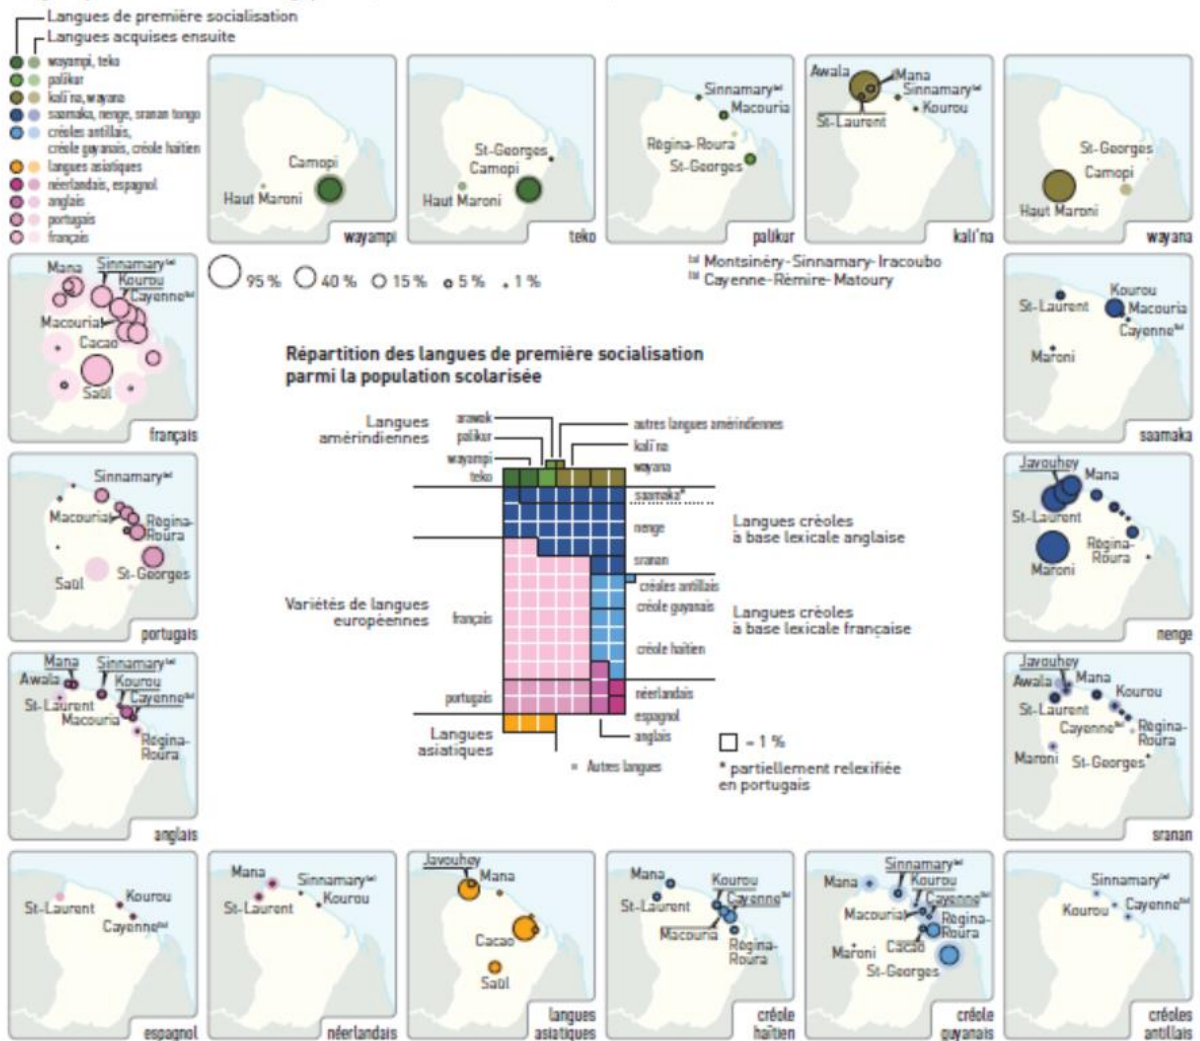 Langues de première socialisation
Langues acquises ensuite
wayampi, teko
palikur
kali'na, wayana
saamaka, nenge, sranan tongo
créoles antillais,
créole guyanais, créole haïtien
langues asiatiques
néerlandais, espagnol
anglais
portugais
français
Camopi
Haut Maroni
wayampi
St-Georges
Camopi
Haut Maroni
teko
Sinnamary
Macouria
Régina-Roura
St-Georges
palikur
Awala
Mana
Sinnamary
St-Laurent
Kourou
kali'na
St-Georges
Camopi
Haut Maroni
wayana
95 % 40 % 15 % 5 % 1 %
Montsinéry-Sinnamary-Iracoubo
Cayenne-Rémire-Matoury
Mana
Sinnamary
Kourou
Cayenne
Macouria
Cacao
Saül
français
St-Laurent
Kourou
Macouria
Cayenne
Maroni
saamaka
Répartition des langues de première socialisation
parmi la population scolarisée
Langues
amérindiennes
arawak
palikur
wayampi
teko
autres langues amérindiennes
kali'na
wayana
saamaka*
nenge
sranan
Langues créoles
à base lexicale anglaise
créoles antillais
créole guyanais
créole haïtien
Langues créoles
à base lexicale française
Variétés de langues
européennes
français
portugais
néerlandais
espagnol
anglais
Langues
asiatiques
Autres langues
= 1 %
* partiellement relexifiée
en portugais
Sinnamary
Macouria
Régina-
Roura
Saül
St-Georges
portugais
Javouhey
Mana
St-Laurent
Régina-
Roura
Maroni
nenge
Mana
Sinnamary
Awala
Kourou
St-Laurent
Cayenne
Macouria
Régina-
Roura
anglais
Javouhey
Awala
Mana
Kourou
St-Laurent
Cayenne
Régina-
Roura
Maroni
St-Georges
sranan
St-Laurent
Kourou
Cayenne
espagnol
Mana
Sinnamary
St-Laurent
Kourou
néerlandais
Javouhey
Mana
Cacao
Saül
langues
asiatiques
Mana
Kourou
St-Laurent
Cayenne
Macouria
Régina-
Roura
créole
haïtien
Sinnamary
Mana
Kourou
Cayenne
Macouria
Régina-
Roura
Cacao
Maroni
St-Georges
créole
guyanais
Sinnamary
Kourou
Cayenne
créoles
antillais